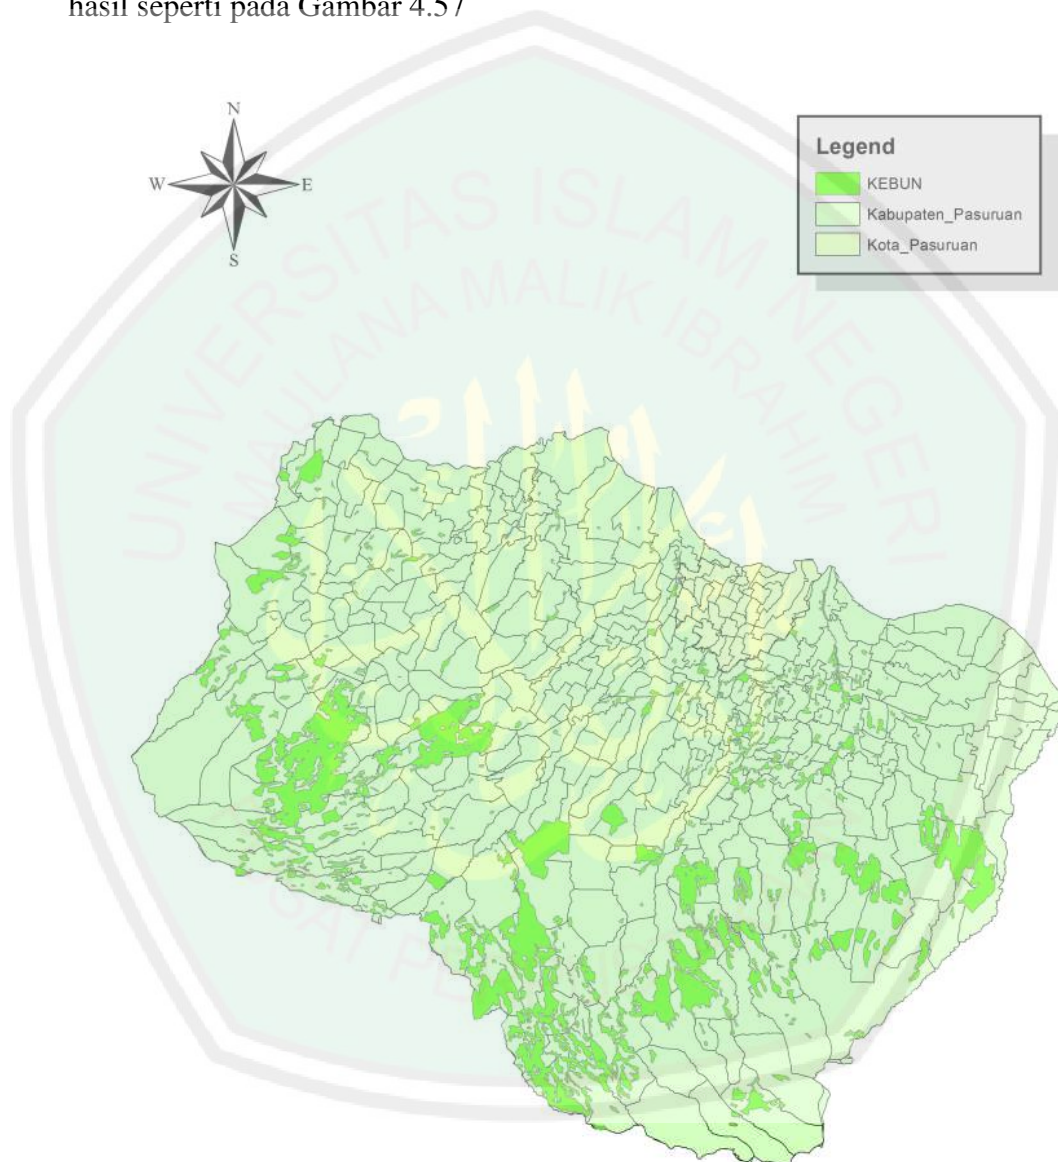 hasil seperti pada Gambar 4.57
N
W E
S
Legend
KEBUN
Kabupaten_Pasuruan
Kota_Pasuruan
UNIVERSITAS ISLAM NEGERI
MAULANA MALIK IBRAHIM